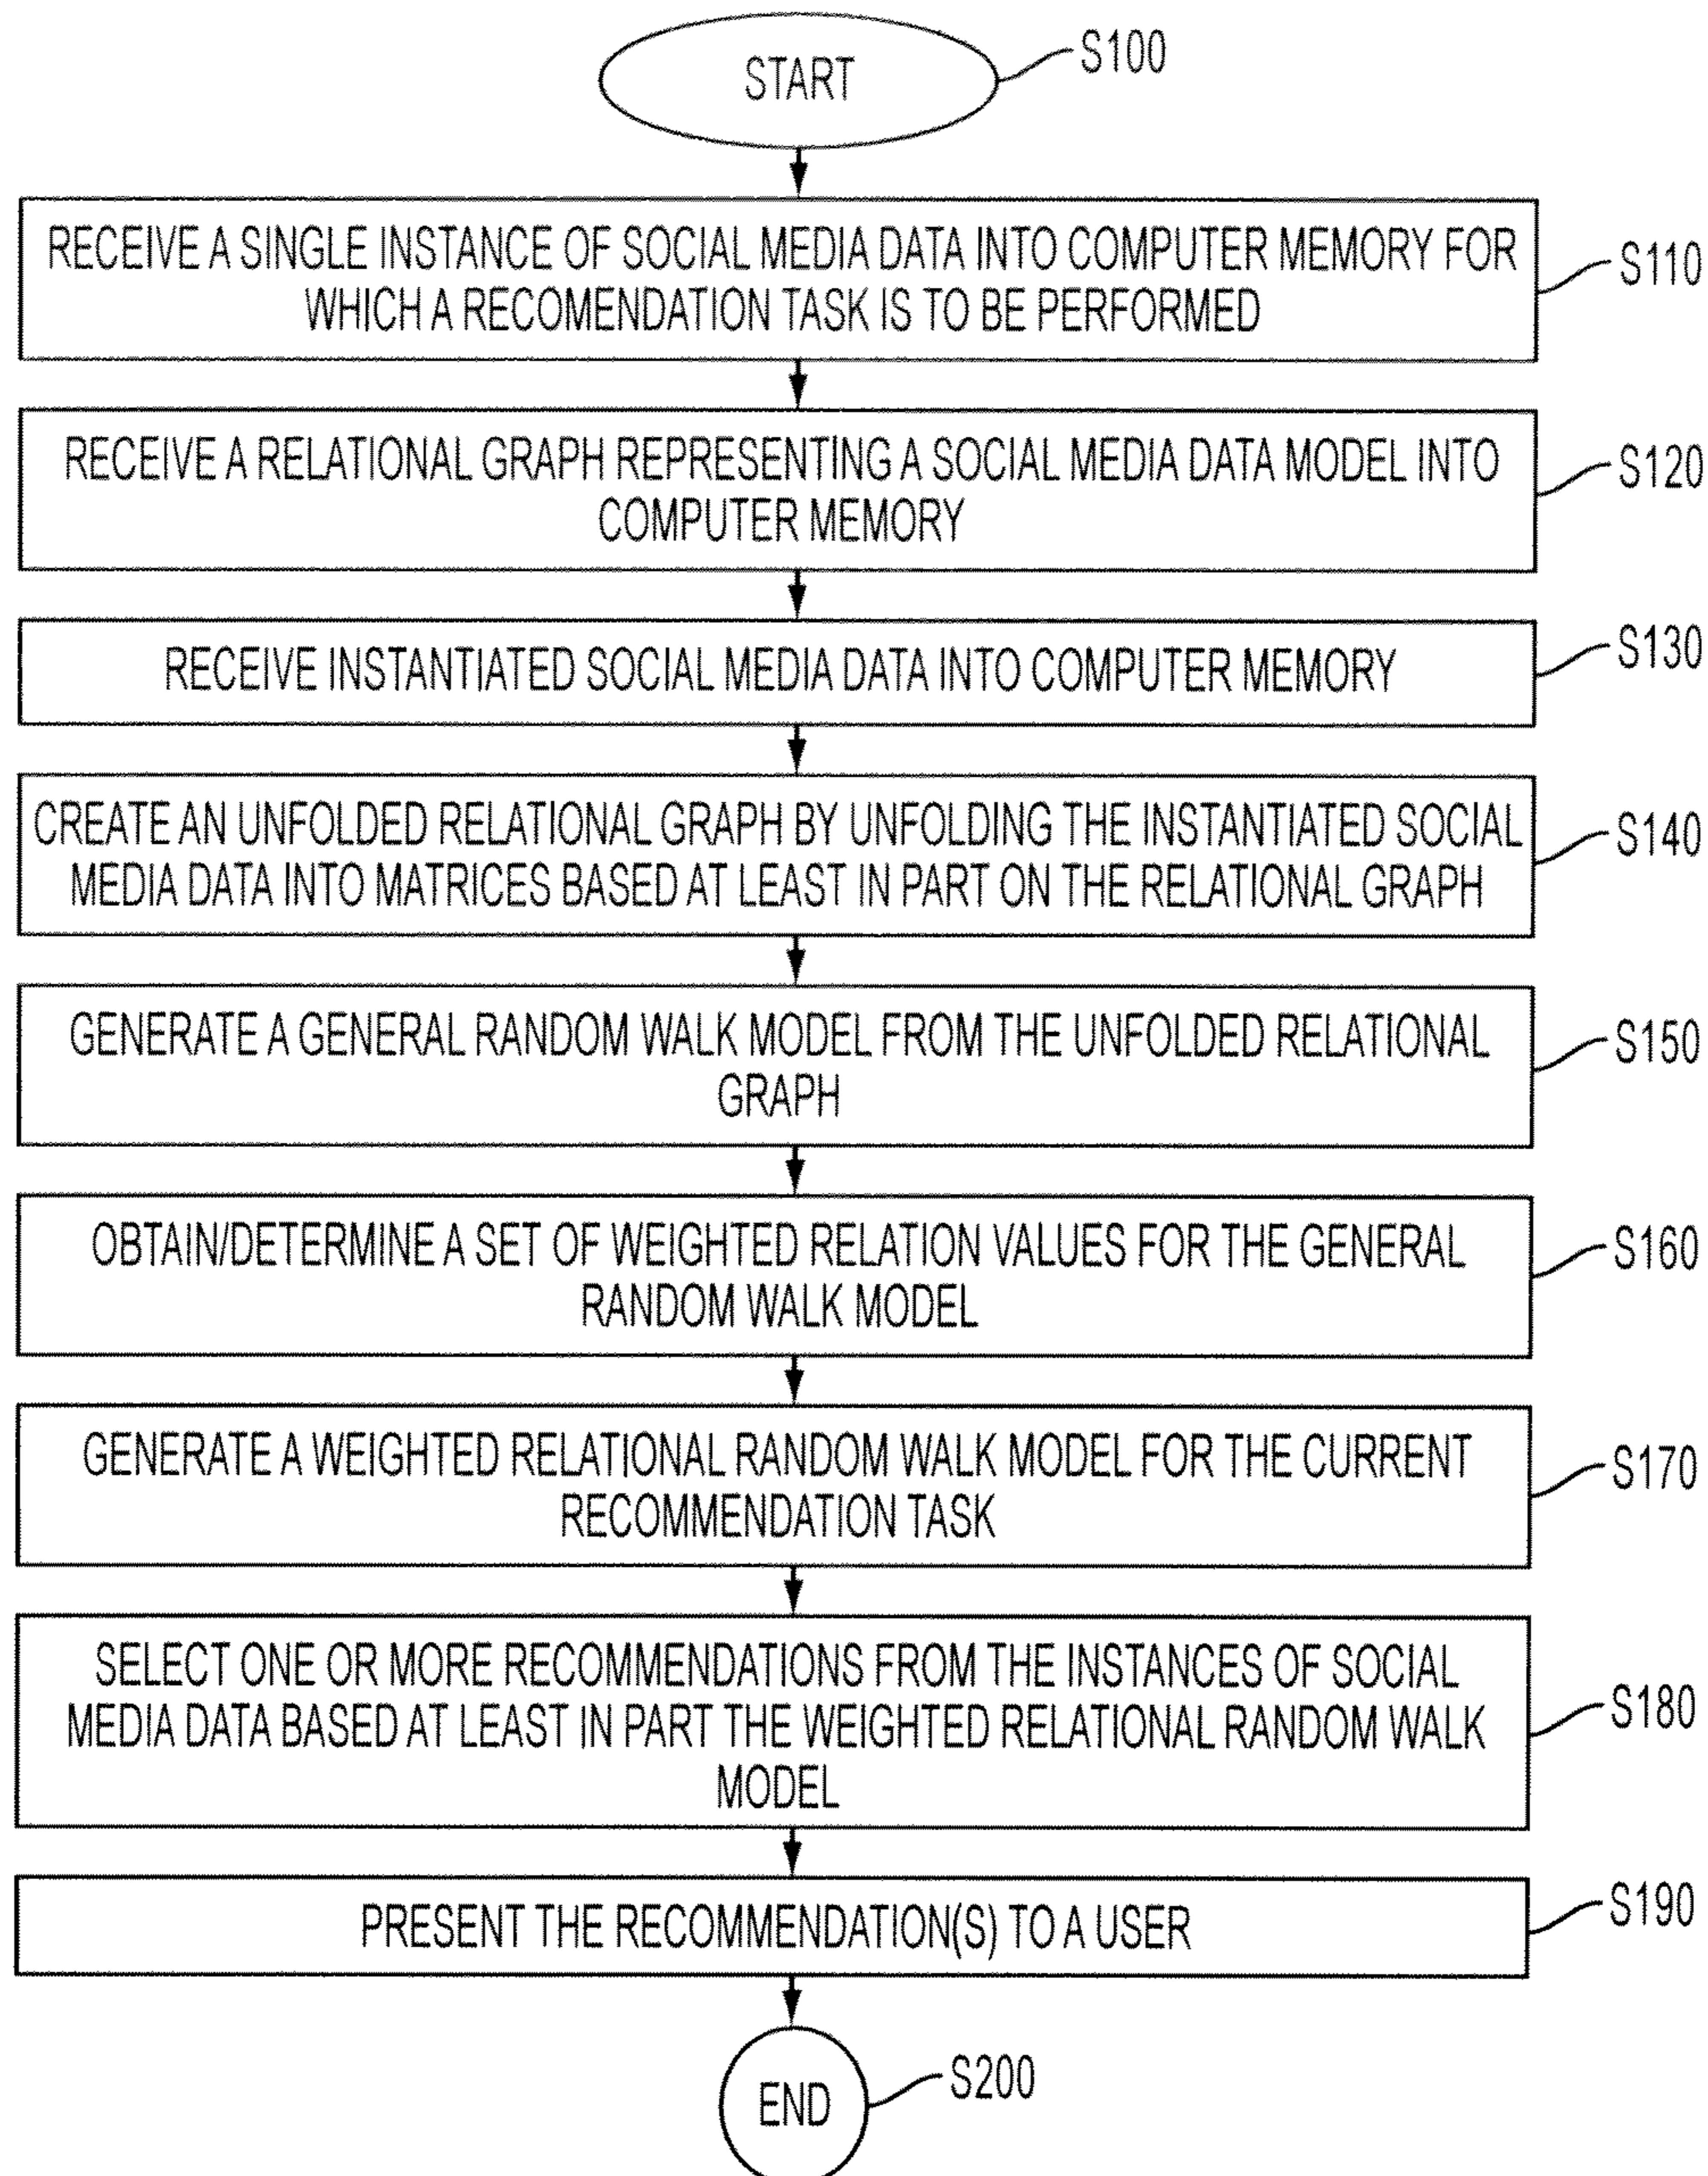 START
S100
RECEIVE A SINGLE INSTANCE OF SOCIAL MEDIA DATA INTO COMPUTER MEMORY FOR
WHICH A RECOMENDATION TASK IS TO BE PERFORMED
S110
RECEIVE A RELATIONAL GRAPH REPRESENTING A SOCIAL MEDIA DATA MODEL INTO
COMPUTER MEMORY
S120
RECEIVE INSTANTIATED SOCIAL MEDIA DATA INTO COMPUTER MEMORY
S130
CREATE AN UNFOLDED RELATIONAL GRAPH BY UNFOLDING THE INSTANTIATED SOCIAL
MEDIA DATA INTO MATRICES BASED AT LEAST IN PART ON THE RELATIONAL GRAPH
S140
GENERATE A GENERAL RANDOM WALK MODEL FROM THE UNFOLDED RELATIONAL
GRAPH
S150
OBTAIN/DETERMINE A SET OF WEIGHTED RELATION VALUES FOR THE GENERAL
RANDOM WALK MODEL
S160
GENERATE A WEIGHTED RELATIONAL RANDOM WALK MODEL FOR THE CURRENT
RECOMMENDATION TASK
S170
SELECT ONE OR MORE RECOMMENDATIONS FROM THE INSTANCES OF SOCIAL
MEDIA DATA BASED AT LEAST IN PART THE WEIGHTED RELATIONAL RANDOM WALK
MODEL
S180
PRESENT THE RECOMMENDATION(S) TO A USER
S190
END
S200